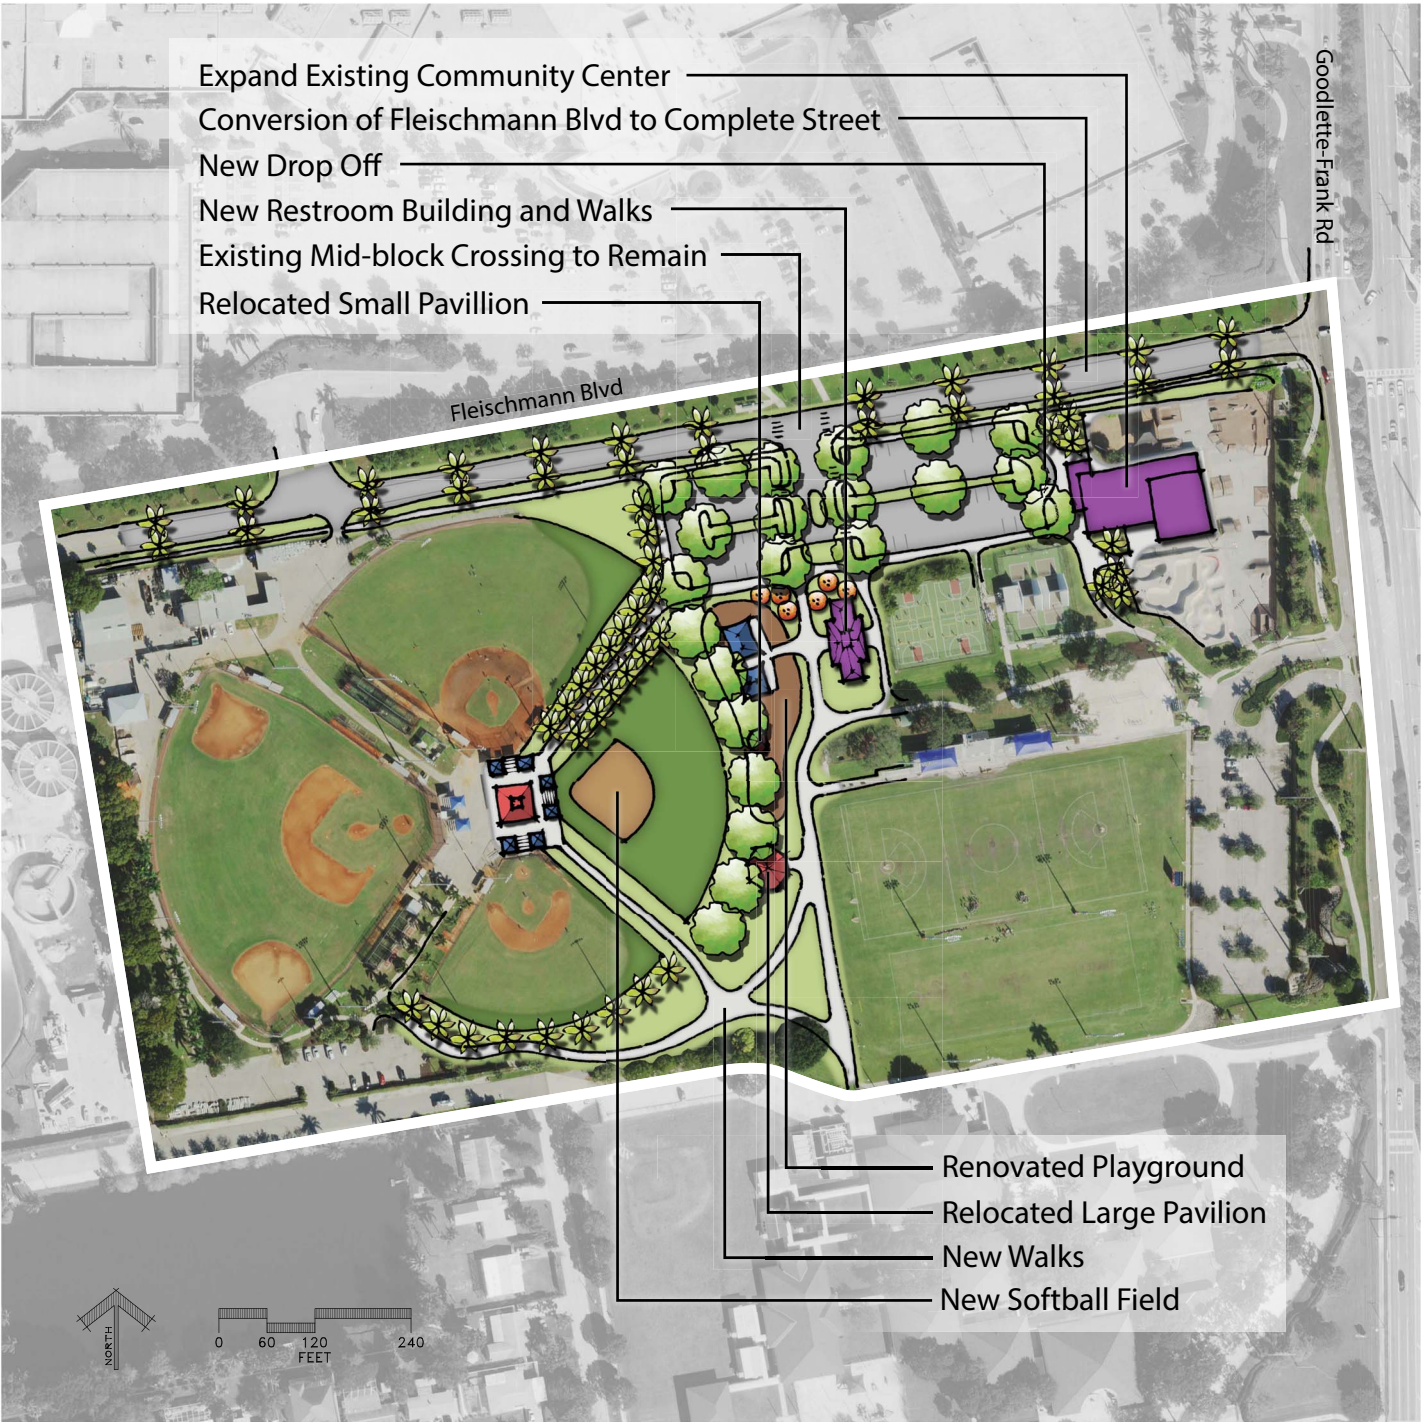 Expand Existing Community Center
Conversion of Fleischmann Blvd to Complete Street
New Drop Off
New Restroom Building and Walks
Existing Mid-block Crossing to Remain
Relocated Small Pavillion
Goodlette-Frank Rd
Fleischmann Blvd
Renovated Playground
Relocated Large Pavilion
New Walks
New Softball Field
NORTH
0 60 120 240
FEET